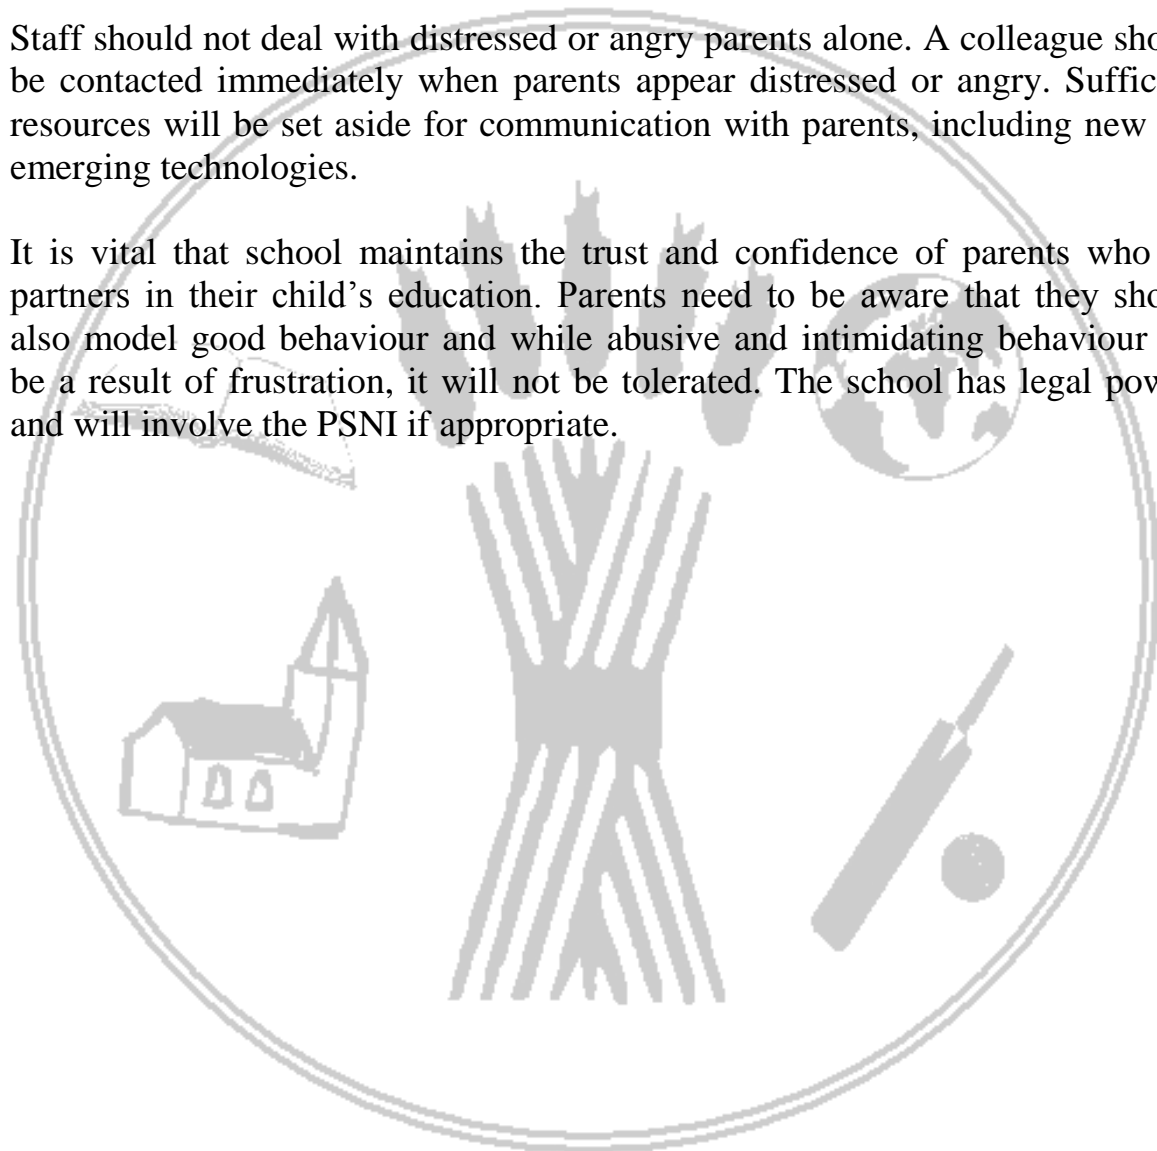 Staff should not deal with distressed or angry parents alone. A colleague sho
be contacted immediately when parents appear distressed or angry. Suffic
resources will be set aside for communication with parents, including new
emerging technologies.
It is vital that school maintains the trust and confidence of parents who
partners in their child's education. Parents need to be aware that they sho
also model good behaviour and while abusive and intimidating behaviour
be a result of frustration, it will not be tolerated. The school has legal pow
and will involve the PSNI if appropriate.